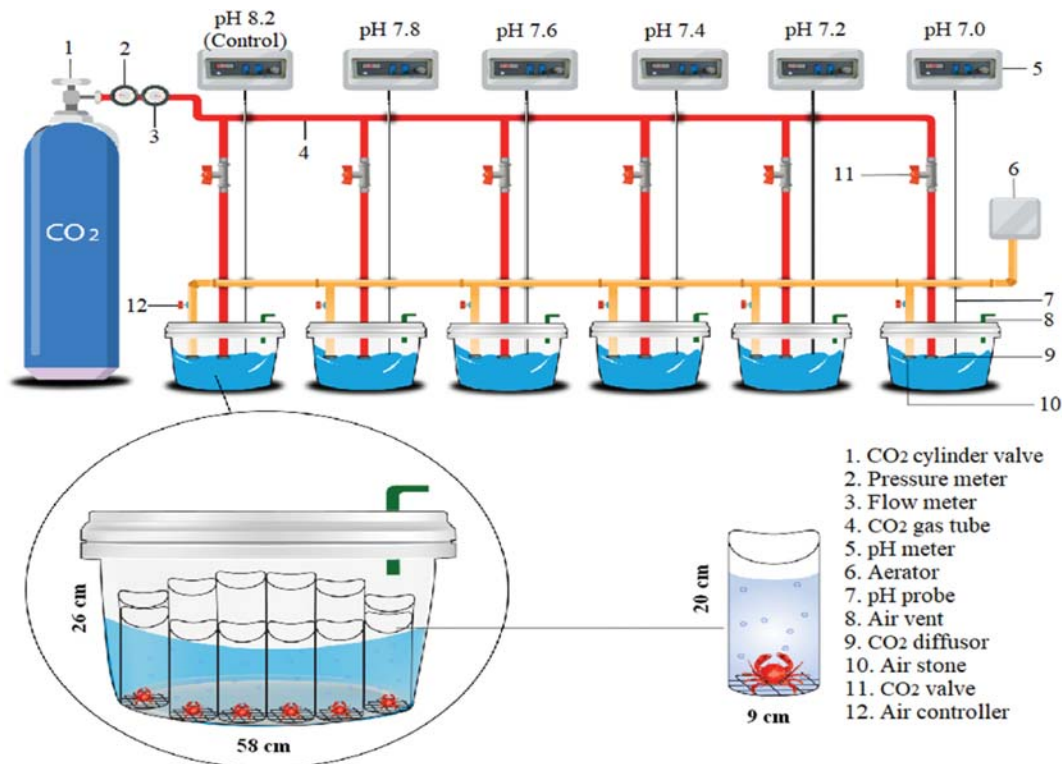 pH 8.2
(Control)
pH 7.8
pH 7.6
pH 7.4
pH 7.2
pH 7.0
1
2
3
4
5
6
11
CO2
12
7
8
9
10
26 cm
58 cm
20 cm
9 cm
1. CO2 cylinder valve
2. Pressure meter
3. Flow meter
4. CO2 gas tube
5. pH meter
6. Aerator
7. pH probe
8. Air vent
9. CO2 diffusor
10. Air stone
11. CO2 valve
12. Air controller